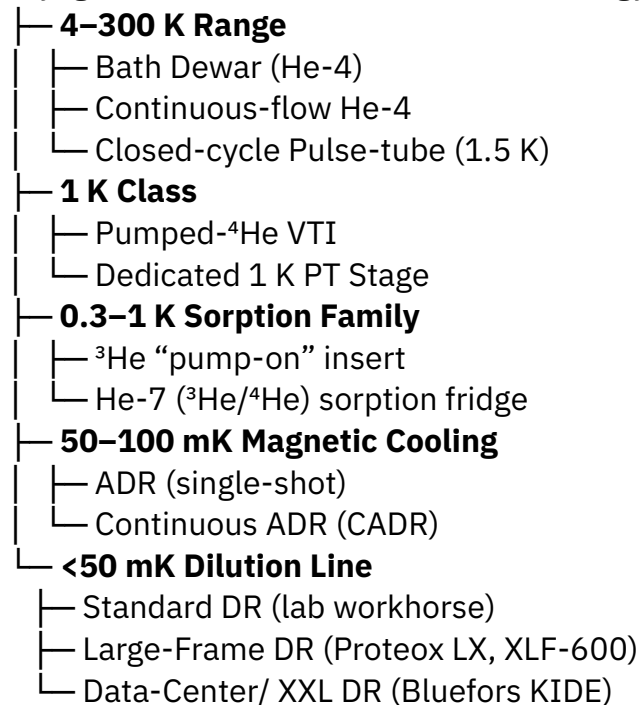 ├─ 4–300 K Range
│ ├─ Bath Dewar (He-4)
│ ├─ Continuous-flow He-4
│ └─ Closed-cycle Pulse-tube (1.5 K)
├─ 1 K Class
│ ├─ Pumped-⁴He VTI
│ └─ Dedicated 1 K PT Stage
├─ 0.3–1 K Sorption Family
│ ├─ ³He “pump-on” insert
│ └─ He-7 (³He/⁴He) sorption fridge
├─ 50–100 mK Magnetic Cooling
│ ├─ ADR (single-shot)
│ └─ Continuous ADR (CADR)
└─ <50 mK Dilution Line
├─ Standard DR (lab workhorse)
├─ Large-Frame DR (Proteox LX, XLF-600)
└─ Data-Center/ XXL DR (Bluefors KIDE)